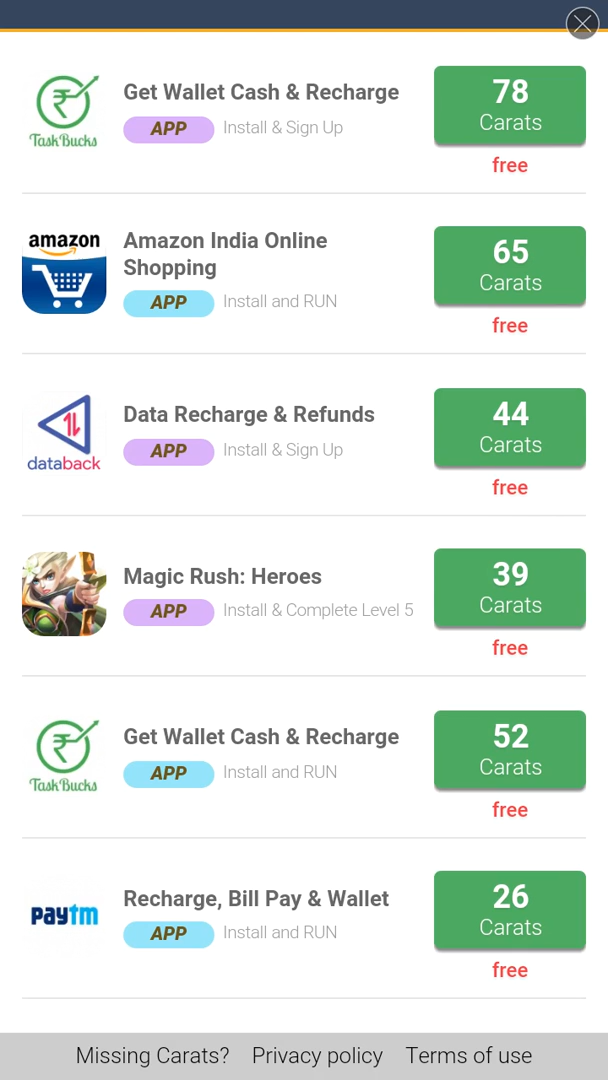 TaskBucks
Get Wallet Cash & Recharge
APP Install & Sign Up
78
Carats
free
amazon
Amazon India Online
Shopping
APP Install and RUN
65
Carats
free
databack
Data Recharge & Refunds
APP Install & Sign Up
44
Carats
free
Magic Rush: Heroes
APP Install & Complete Level 5
39
Carats
free
TaskBucks
Get Wallet Cash & Recharge
APP Install and RUN
52
Carats
free
paytm
Recharge, Bill Pay & Wallet
APP Install and RUN
26
Carats
free
Missing Carats? Privacy policy Terms of use